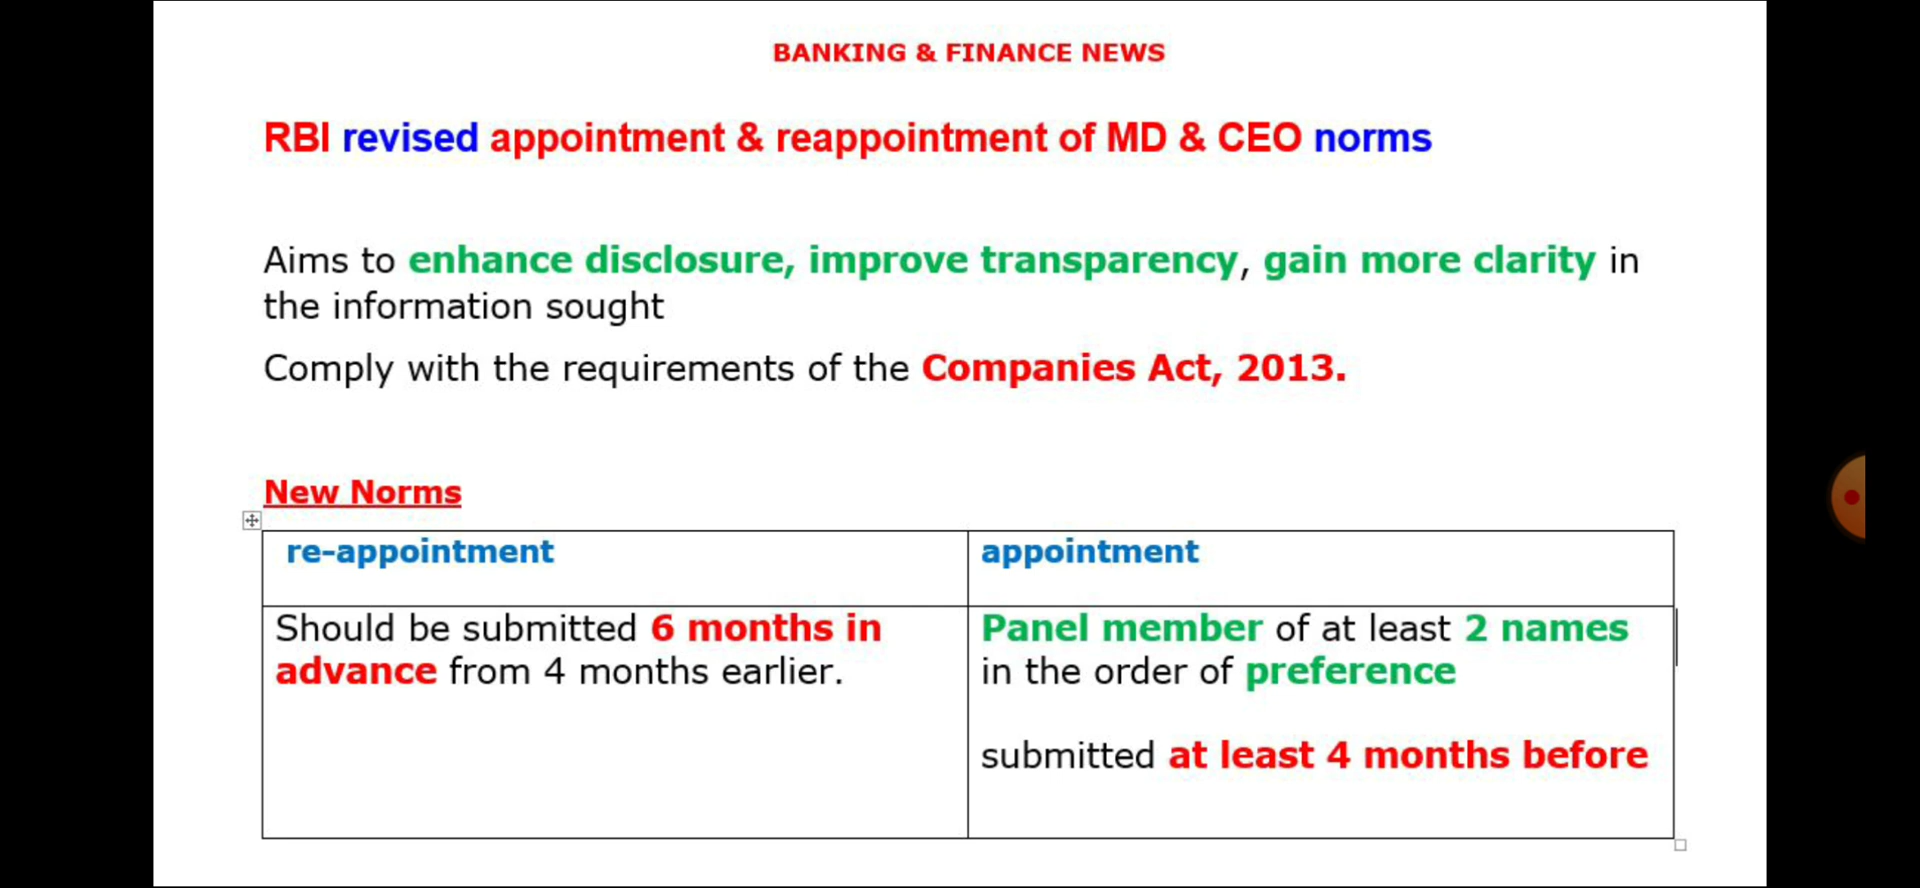 BANKING & FINANCE NEWS
RBI revised appointment & reappointment of MD & CEO norms
Aims to enhance disclosure, improve transparency, gain more clarity in
the information sought
Comply with the requirements of the Companies Act, 2013.
New Norms
re-appointment
appointment
Should be submitted 6 months in
advance from 4 months earlier.
Panel member of at least 2 names
in the order of preference
submitted at least 4 months before